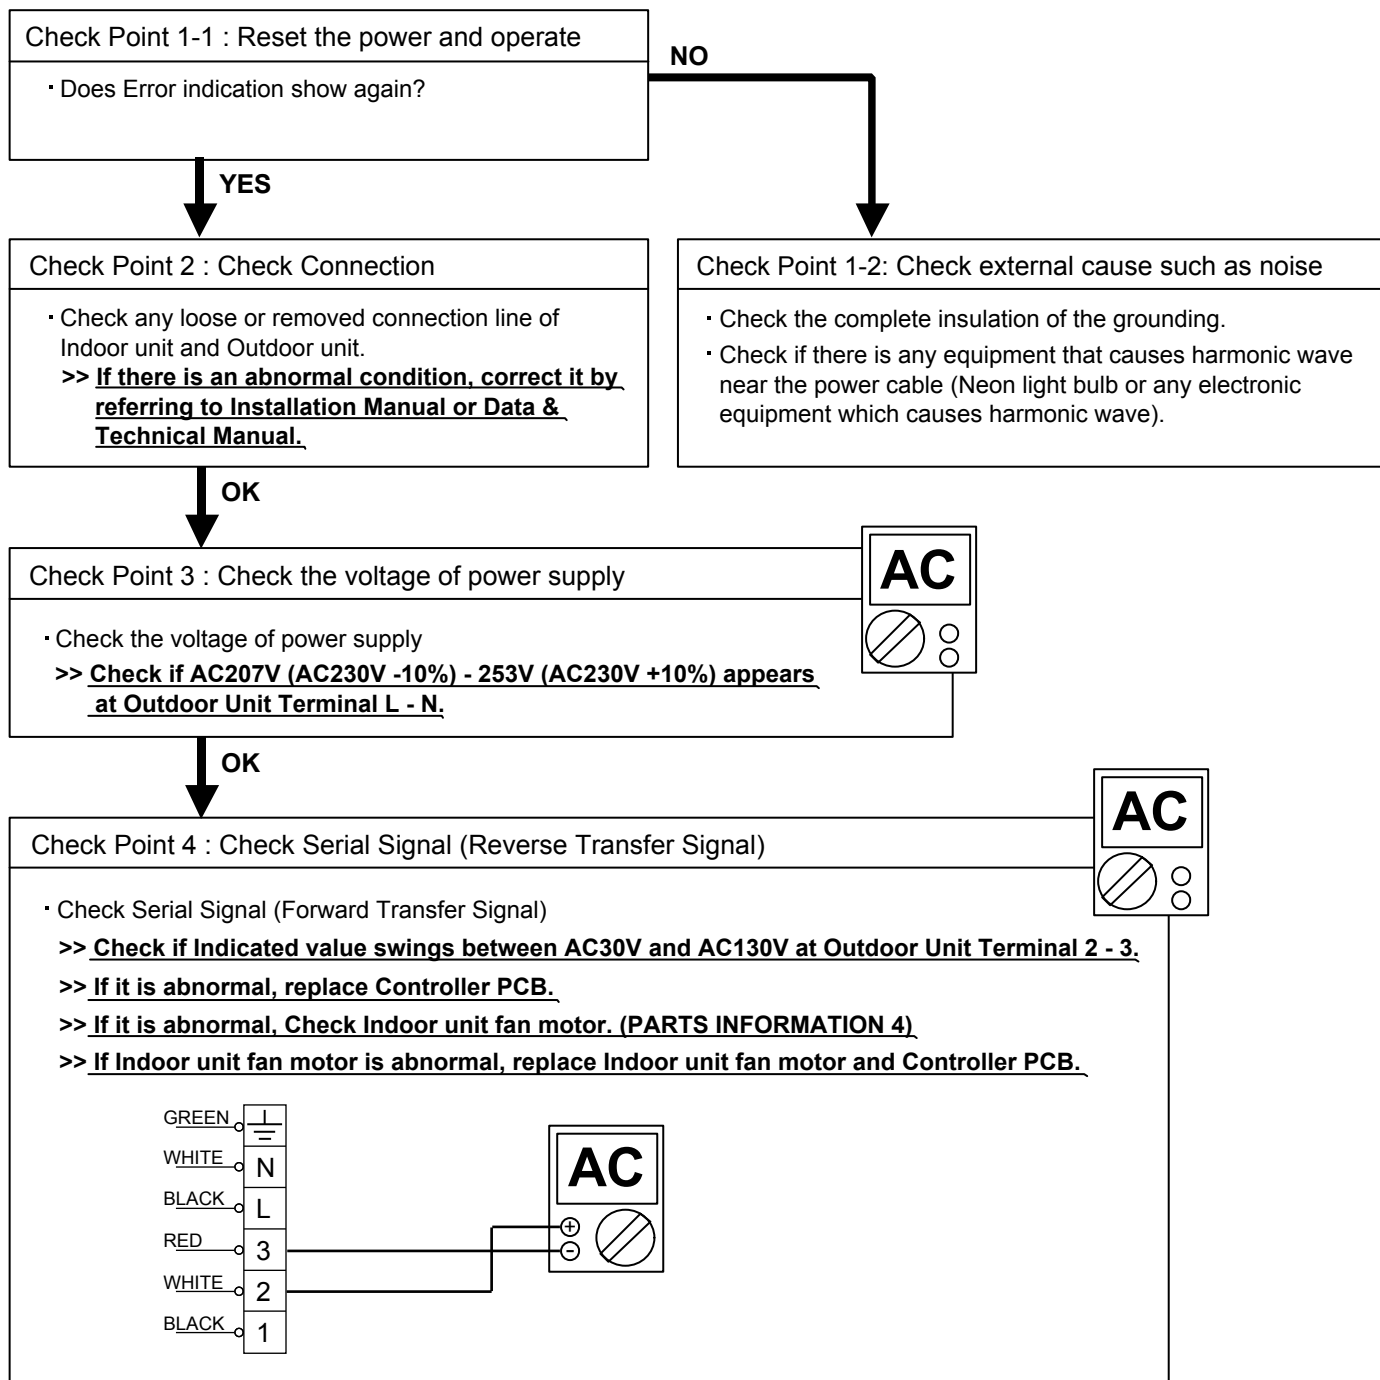 Check Point 1-1 : Reset the power and operate
· Does Error indication show again?
NO
YES
Check Point 2 : Check Connection
· Check any loose or removed connection line of
Indoor unit and Outdoor unit.
>> If there is an abnormal condition, correct it by
referring to Installation Manual or Data &
Technical Manual.
Check Point 1-2: Check external cause such as noise
· Check the complete insulation of the grounding.
· Check if there is any equipment that causes harmonic wave
near the power cable (Neon light bulb or any electronic
equipment which causes harmonic wave).
OK
Check Point 3 : Check the voltage of power supply
AC
· Check the voltage of power supply
>> Check if AC207V (AC230V -10%) - 253V (AC230V +10%) appears
at Outdoor Unit Terminal L - N.
OK
Check Point 4 : Check Serial Signal (Reverse Transfer Signal)
AC
· Check Serial Signal (Forward Transfer Signal)
>> Check if Indicated value swings between AC30V and AC130V at Outdoor Unit Terminal 2 - 3.
>> If it is abnormal, replace Controller PCB.
>> If it is abnormal, Check Indoor unit fan motor. (PARTS INFORMATION 4)
>> If Indoor unit fan motor is abnormal, replace Indoor unit fan motor and Controller PCB.
GREEN
WHITE N
BLACK L
RED 3
WHITE 2
BLACK 1
AC
+
-